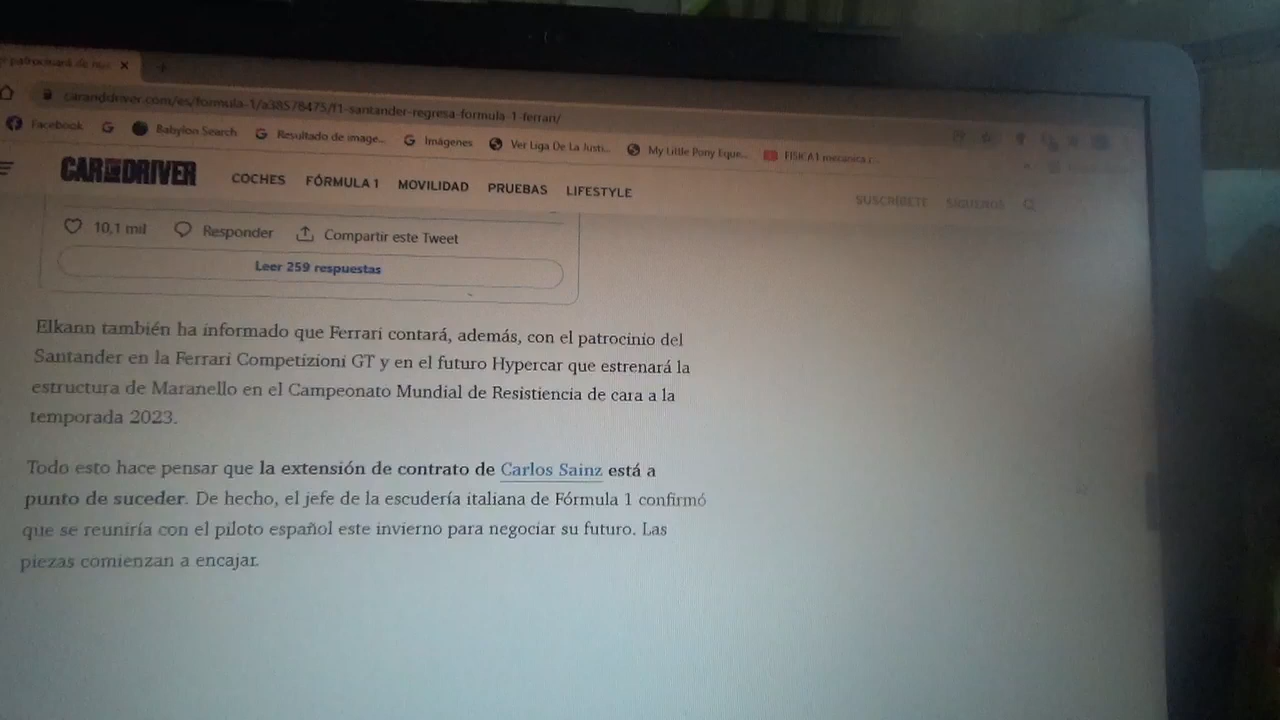 caranddriver.com/es/formula-1/a38578475/f1-santander-regresa-formula-1-ferrari/
Facebook Babylon Search Resultado de image... Imágenes Ver Liga De La Justi... My Little Pony Eque... FISICA1 mecanica
CAR AND DRIVER COCHES FÓRMULA 1 MOVILIDAD PRUEBAS LIFESTYLE SUSCRÍBETE SÍGUENOS
10,1 mil Responder Compartir este Tweet
Leer 259 respuestas
Elkann también ha informado que Ferrari contará, además, con el patrocinio del
Santander en la Ferrari Competizioni GT y en el futuro Hypercar que estrenará la
estructura de Maranello en el Campeonato Mundial de Resistiencia de cara a la
temporada 2023.
Todo esto hace pensar que la extensión de contrato de Carlos Sainz está a
punto de suceder. De hecho, el jefe de la escudería italiana de Fórmula 1 confirmó
que se reuniría con el piloto español este invierno para negociar su futuro. Las
piezas comienzan a encajar.